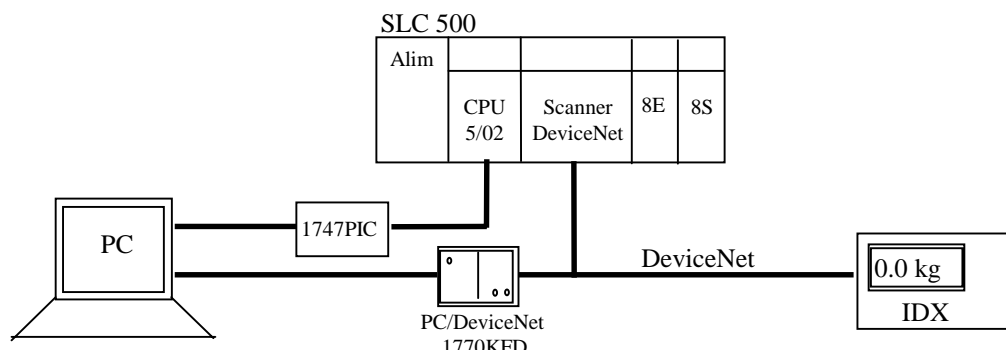 SLC 500
Alim
CPU
5/02
Scanner
DeviceNet
8E
8S
1747PIC
PC
DeviceNet
0.0 kg
IDX
PC/DeviceNet
1770KFD